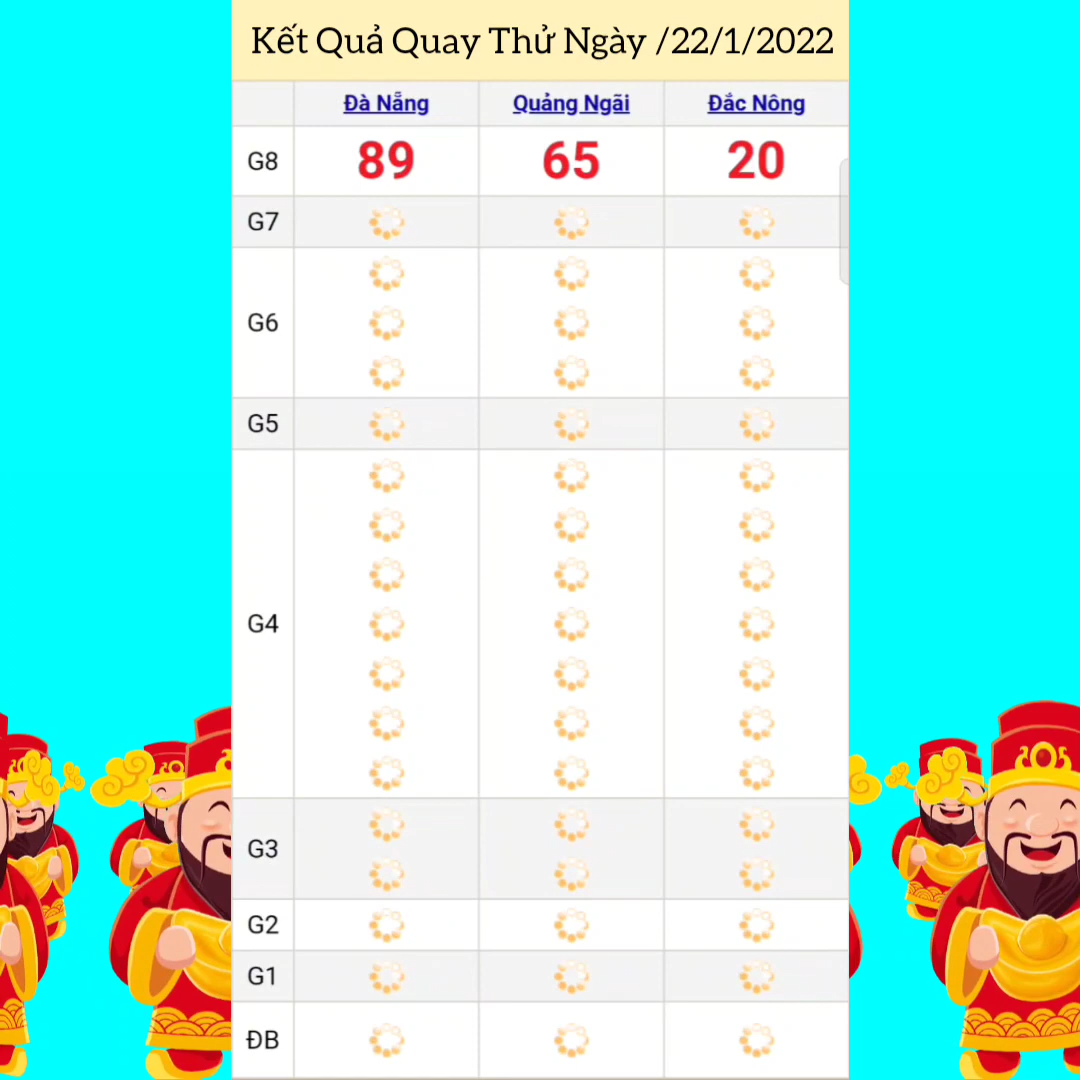 Kết Quả Quay Thử Ngày /22/1/2022
Đà Nẵng Quảng Ngãi Đắc Nông
G8 89 65 20
G7
G6
G5
G4
G3
G2
G1
ĐB